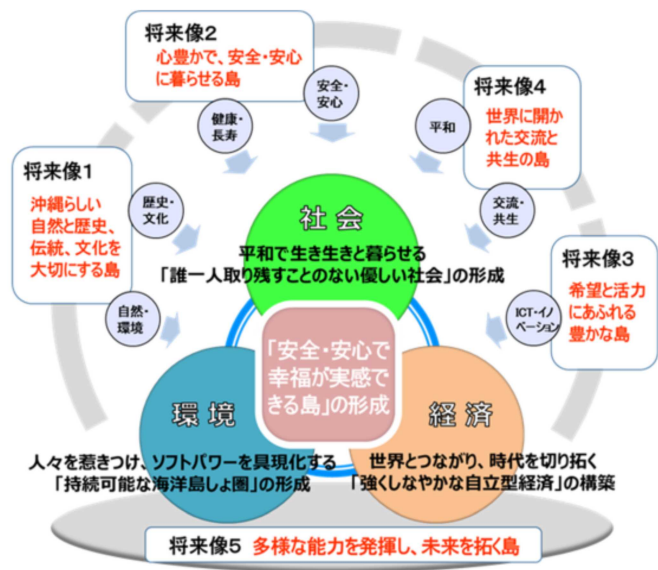 将来像2
心豊かで、安全・安心
に暮らせる島
安全・
安心
健康・
長寿
平和
将来像4
世界に開か
れた交流と
共生の島
将来像1
沖縄らしい
自然と歴史、
伝統、文化を
大切にする島
歴史・
文化
交流・
共生
自然・
環境
ICT・イノ
ベーション
将来像3
希望と活力
にあふれる
豊かな島
社会
平和で生き生きと暮らせる
「誰一人取り残すことのない優しい社会」の形成
「安全・安心で
幸福が実感で
きる島」の形成
環境
人々を惹きつけ、ソフトパワーを具現化する
「持続可能な海洋島しょ圏」の形成
経済
世界とつながり、時代を切り拓く
「強くしなやかな自立型経済」の構築
将来像5 多様な能力を発揮し、未来を拓く島